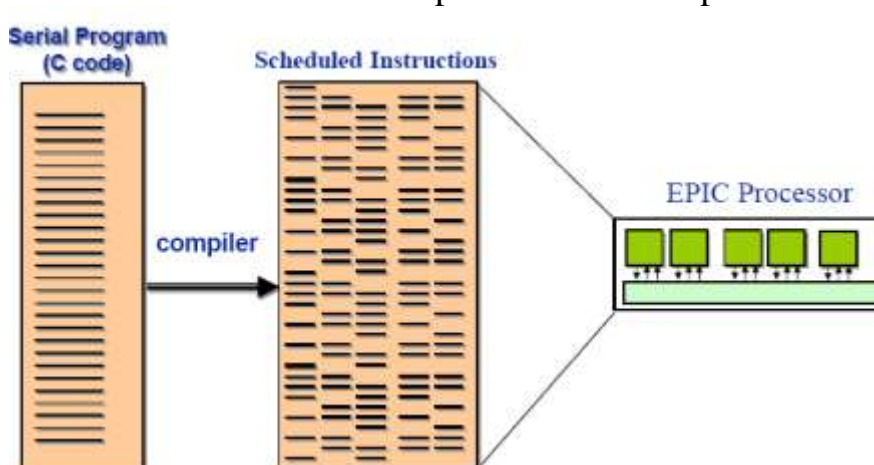 Serial Program
(C code)
Scheduled Instructions
compiler
EPIC Processor